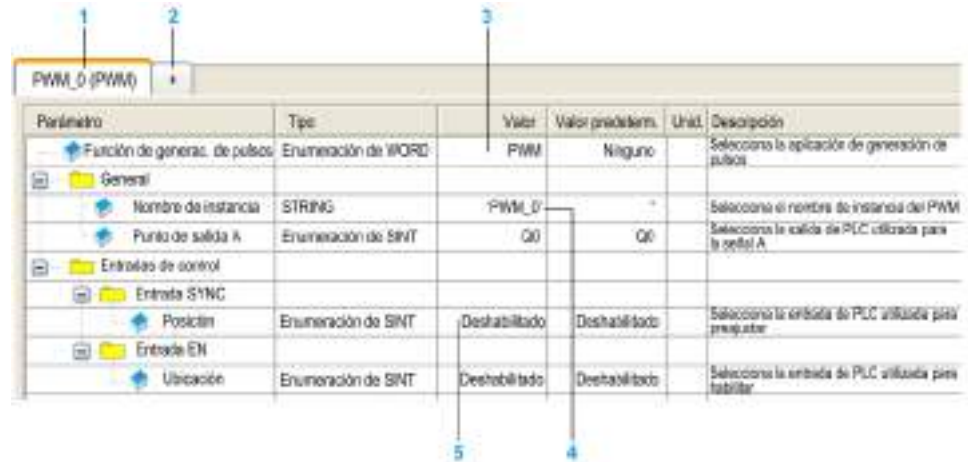 1 2 3
PWM_0 (PWM) +
Parámetro Tipo Valor Valor predeterm. Unid. Descripción
Función de generac. de pulsos Enumeración de WORD PWM Ninguno Selecciona la aplicación de generación de
pulsos
General
Nombre de instancia STRING 'PWM_0' '' Selecciona el nombre de instancia del PWM
Punto de salida A Enumeración de SINT Q0 Q0 Selecciona la salida de PLC utilizada para
la señal A
Entradas de control
Entrada SYNC
Posición Enumeración de SINT Deshabilitado Deshabilitado Selecciona la entrada de PLC utilizada para
preajustar
Entrada EN
Ubicación Enumeración de SINT Deshabilitado Deshabilitado Selecciona la entrada de PLC utilizada para
habilitar
5 4